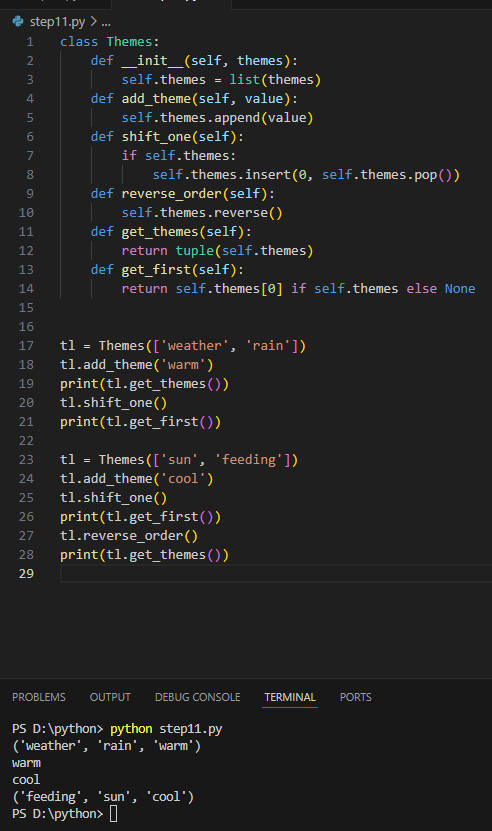 step11.py > ...
1 class Themes:
2     def __init__(self, themes):
3         self.themes = list(themes)
4     def add_theme(self, value):
5         self.themes.append(value)
6     def shift_one(self):
7         if self.themes:
8             self.themes.insert(0, self.themes.pop())
9     def reverse_order(self):
10         self.themes.reverse()
11     def get_themes(self):
12         return tuple(self.themes)
13     def get_first(self):
14         return self.themes[0] if self.themes else None
15
16
17 tl = Themes(['weather', 'rain'])
18 tl.add_theme('warm')
19 print(tl.get_themes())
20 tl.shift_one()
21 print(tl.get_first())
22
23 tl = Themes(['sun', 'feeding'])
24 tl.add_theme('cool')
25 tl.shift_one()
26 print(tl.get_first())
27 tl.reverse_order()
28 print(tl.get_themes())
29
PROBLEMS OUTPUT DEBUG CONSOLE TERMINAL PORTS
PS D:\python> python step11.py
('weather', 'rain', 'warm')
warm
cool
('feeding', 'sun', 'cool')
PS D:\python>